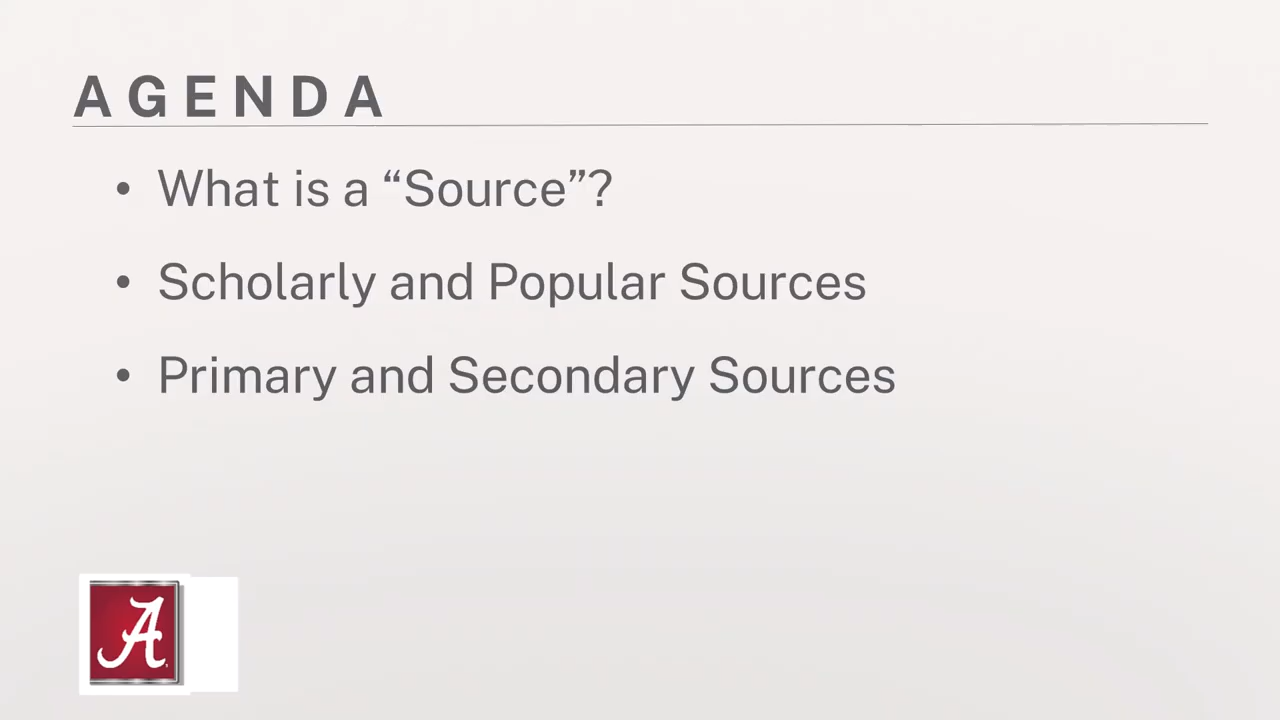 AGENDA
• What is a “Source”?
• Scholarly and Popular Sources
• Primary and Secondary Sources
A